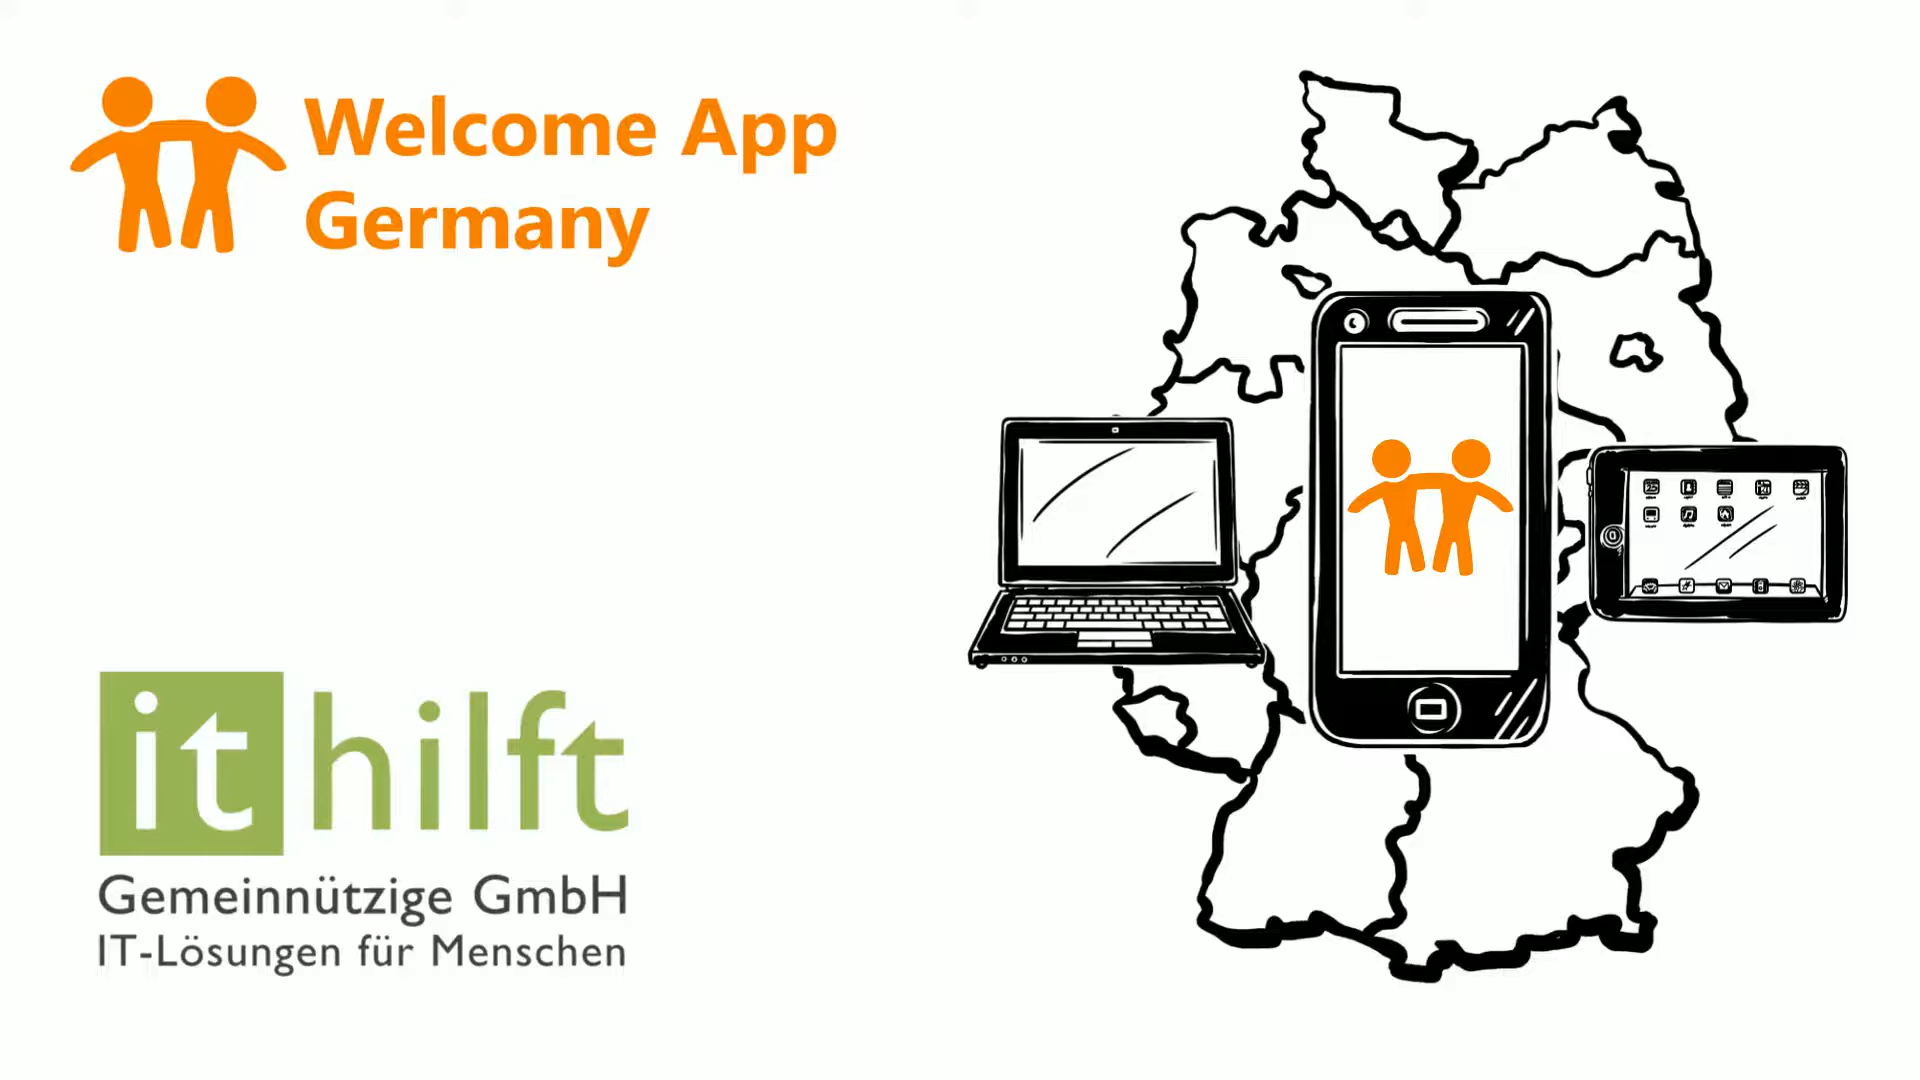 Welcome App
Germany
it hilft
Gemeinnützige GmbH
IT-Lösungen für Menschen